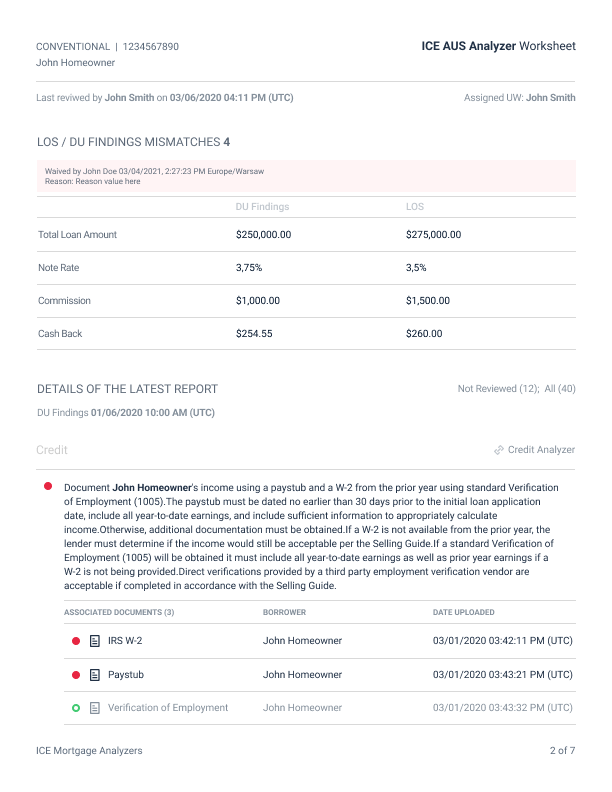 CONVENTIONAL | 1234567890
ICE AUS Analyzer Worksheet
John Homeowner
Last reviwed by John Smith on 03/06/2020 04:11 PM (UTC)
Assigned UW: John Smith
LOS / DU FINDINGS MISMATCHES 4
Waived by John Doe 03/04/2021, 2:27:23 PM Europe/Warsaw
Reason: Reason value here
DU Findings LOS
Total Loan Amount $250,000.00 $275,000.00
Note Rate 3,75% 3,5%
Commission $1,000.00 $1,500.00
Cash Back $254.55 $260.00
DETAILS OF THE LATEST REPORT
Not Reviewed (12); All (40)
DU Findings 01/06/2020 10:00 AM (UTC)
Credit
Credit Analyzer
Document John Homeowner's income using a paystub and a W-2 from the prior year using standard Verification
of Employment (1005).The paystub must be dated no earlier than 30 days prior to the initial loan application
date, include all year-to-date earnings, and include sufficient information to appropriately calculate
income.Otherwise, additional documentation must be obtained.If a W-2 is not available from the prior year, the
lender must determine if the income would still be acceptable per the Selling Guide.If a standard Verification of
Employment (1005) will be obtained it must include all year-to-date earnings as well as prior year earnings if a
W-2 is not being provided.Direct verifications provided by a third party employment verification vendor are
acceptable if completed in accordance with the Selling Guide.
ASSOCIATED DOCUMENTS (3) BORROWER DATE UPLOADED
IRS W-2 John Homeowner 03/01/2020 03:42:11 PM (UTC)
Paystub John Homeowner 03/01/2020 03:43:21 PM (UTC)
Verification of Employment John Homeowner 03/01/2020 03:43:32 PM (UTC)
ICE Mortgage Analyzers
2 of 7